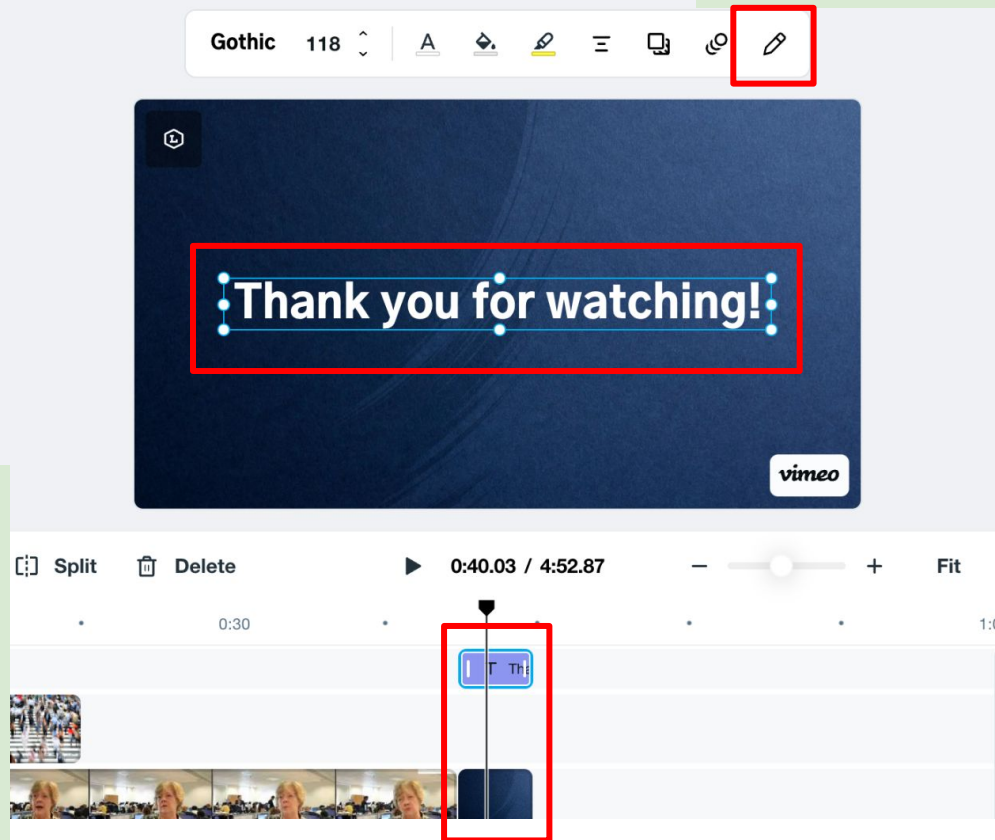 Gothic 118 A
L
Thank you for watching!
vimeo
Split Delete 0:40.03 / 4:52.87 − + Fit
0:30
T